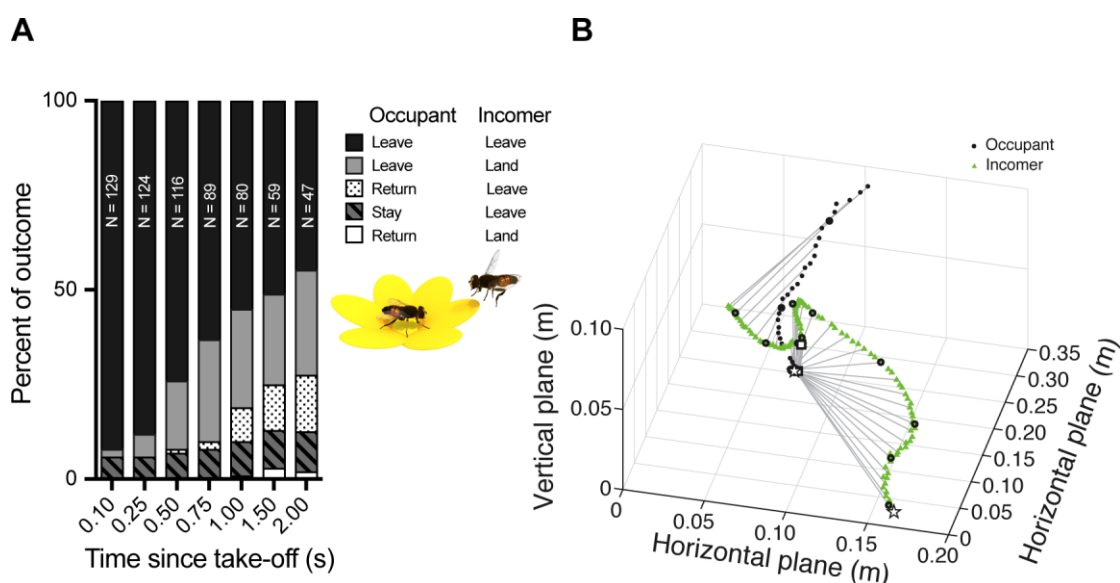 A
100
50
0
Percent of outcome
N = 129
N = 124
N = 116
N = 89
N = 80
N = 59
N = 47
0.10
0.25
0.50
0.75
1.00
1.50
2.00
Time since take-off (s)
Occupant Incomer
Leave Leave
Leave Land
Return Leave
Stay Leave
Return Land
B
Occupant
Incomer
Vertical plane (m)
0.10
0.05
0
0
0.05
0.10
0.15
0.20
Horizontal plane (m)
0.35
0.30
0.25
0.20
0.15
0.10
0.05
0
Horizontal plane (m)